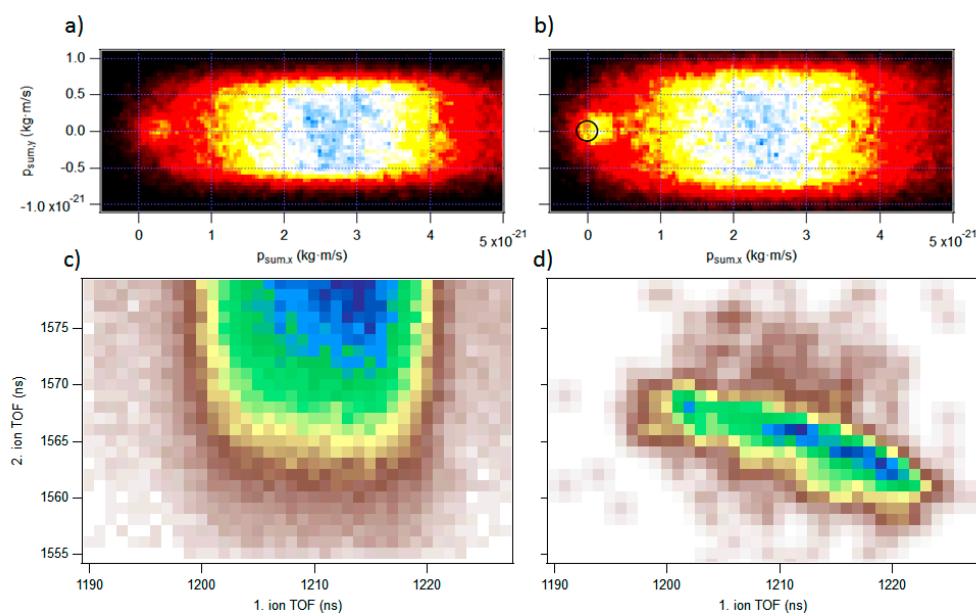 a)
b)
1.0
0.5
0.0
-0.5
-1.0 x10⁻²¹
p_sum,y (kg·m/s)
0
1
2
3
4
5 x10⁻²¹
p_sum,x (kg·m/s)
0
1
2
3
4
5 x10⁻²¹
p_sum,x (kg·m/s)
c)
d)
1575
1570
1565
1560
1555
2. ion TOF (ns)
1190
1200
1210
1220
1. ion TOF (ns)
1190
1200
1210
1220
1. ion TOF (ns)